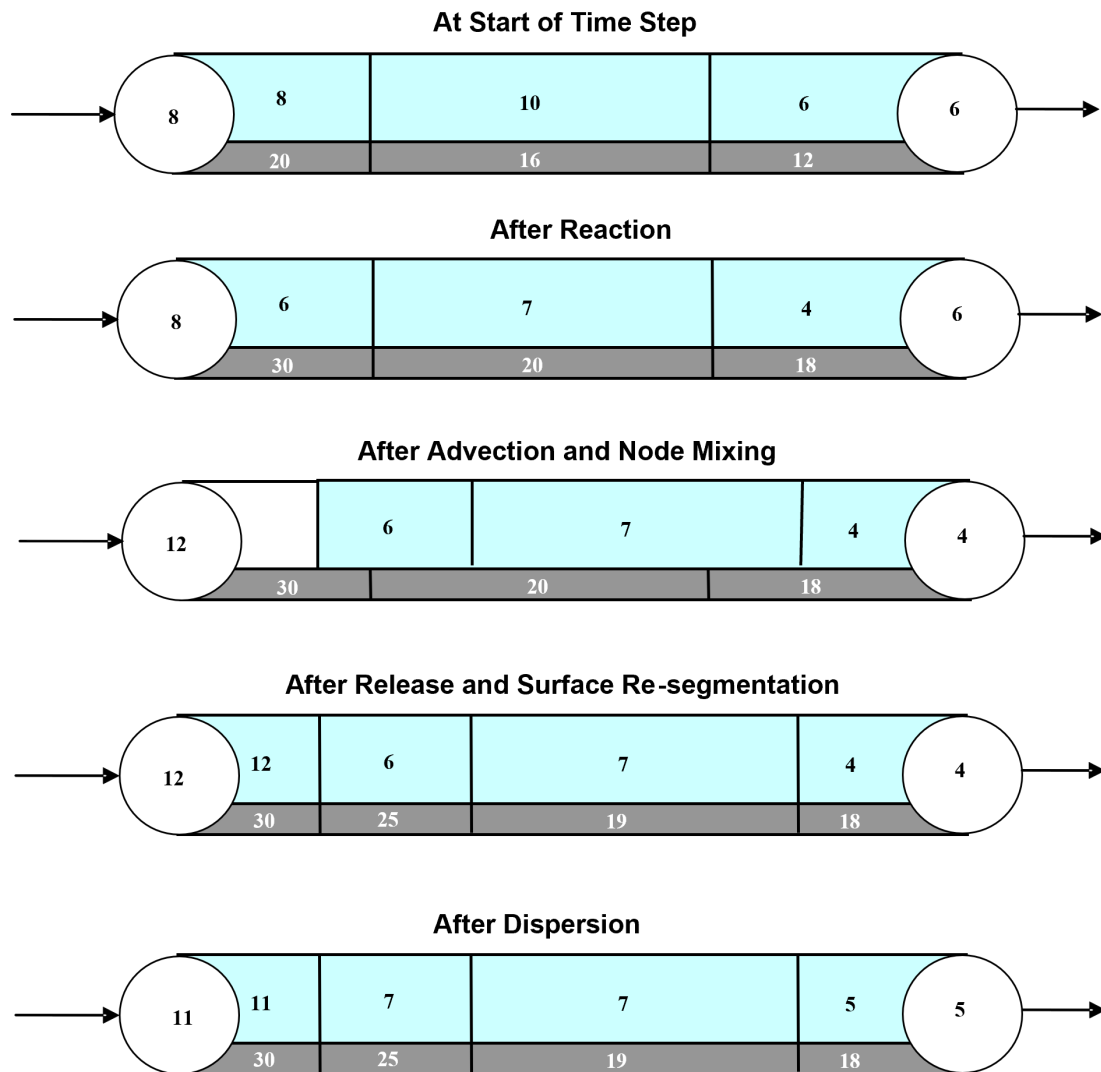 At Start of Time Step
8 8 10 6 6
20 16 12
After Reaction
8 6 7 4 6
30 20 18
After Advection and Node Mixing
12 6 7 4 4
30 20 18
After Release and Surface Re-segmentation
12 12 6 7 4 4
30 25 19 18
After Dispersion
11 11 7 7 5 5
30 25 19 18